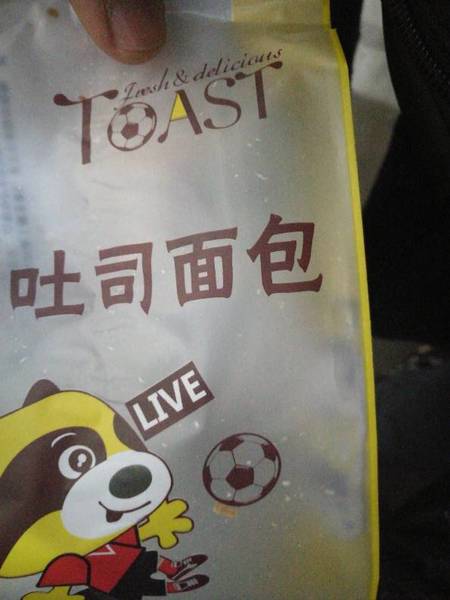 Fresh & delicious
TOAST
吐司面包
LIVE